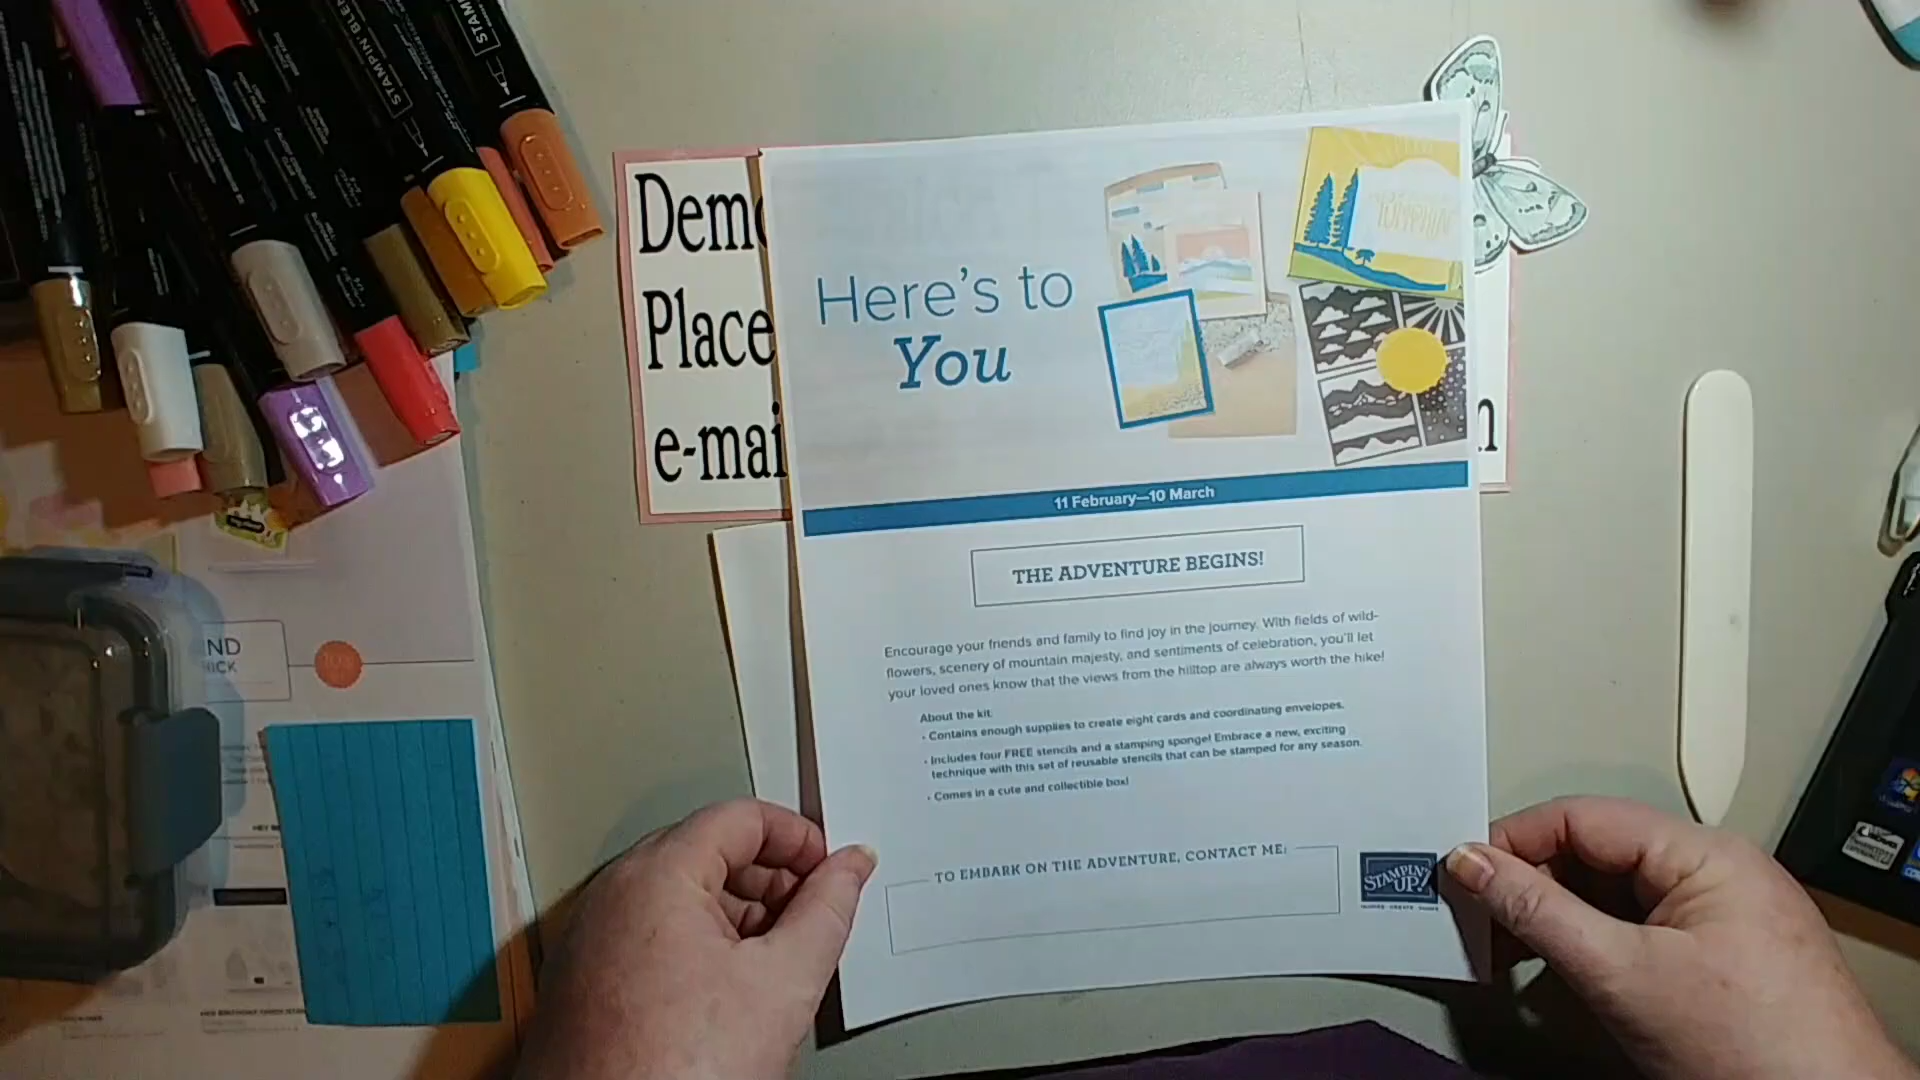 STAMPIN' BLEN
STAMP
Demo
Place
e-mai
n
Here's to
You
PUMPKIN
11 February—10 March
THE ADVENTURE BEGINS!
Encourage your friends and family to find joy in the journey. With fields of wild-
flowers, scenery of mountain majesty, and sentiments of celebration, you'll let
your loved ones know that the views from the hilltop are always worth the hike!
About the kit:
• Contains enough supplies to create eight cards and coordinating envelopes.
• Includes four FREE stencils and a stamping sponge! Embrace a new, exciting
technique with this set of reusable stencils that can be stamped for any season.
• Comes in a cute and collectible box!
TO EMBARK ON THE ADVENTURE, CONTACT ME:
STAMPIN'
UP!
ND
HICK